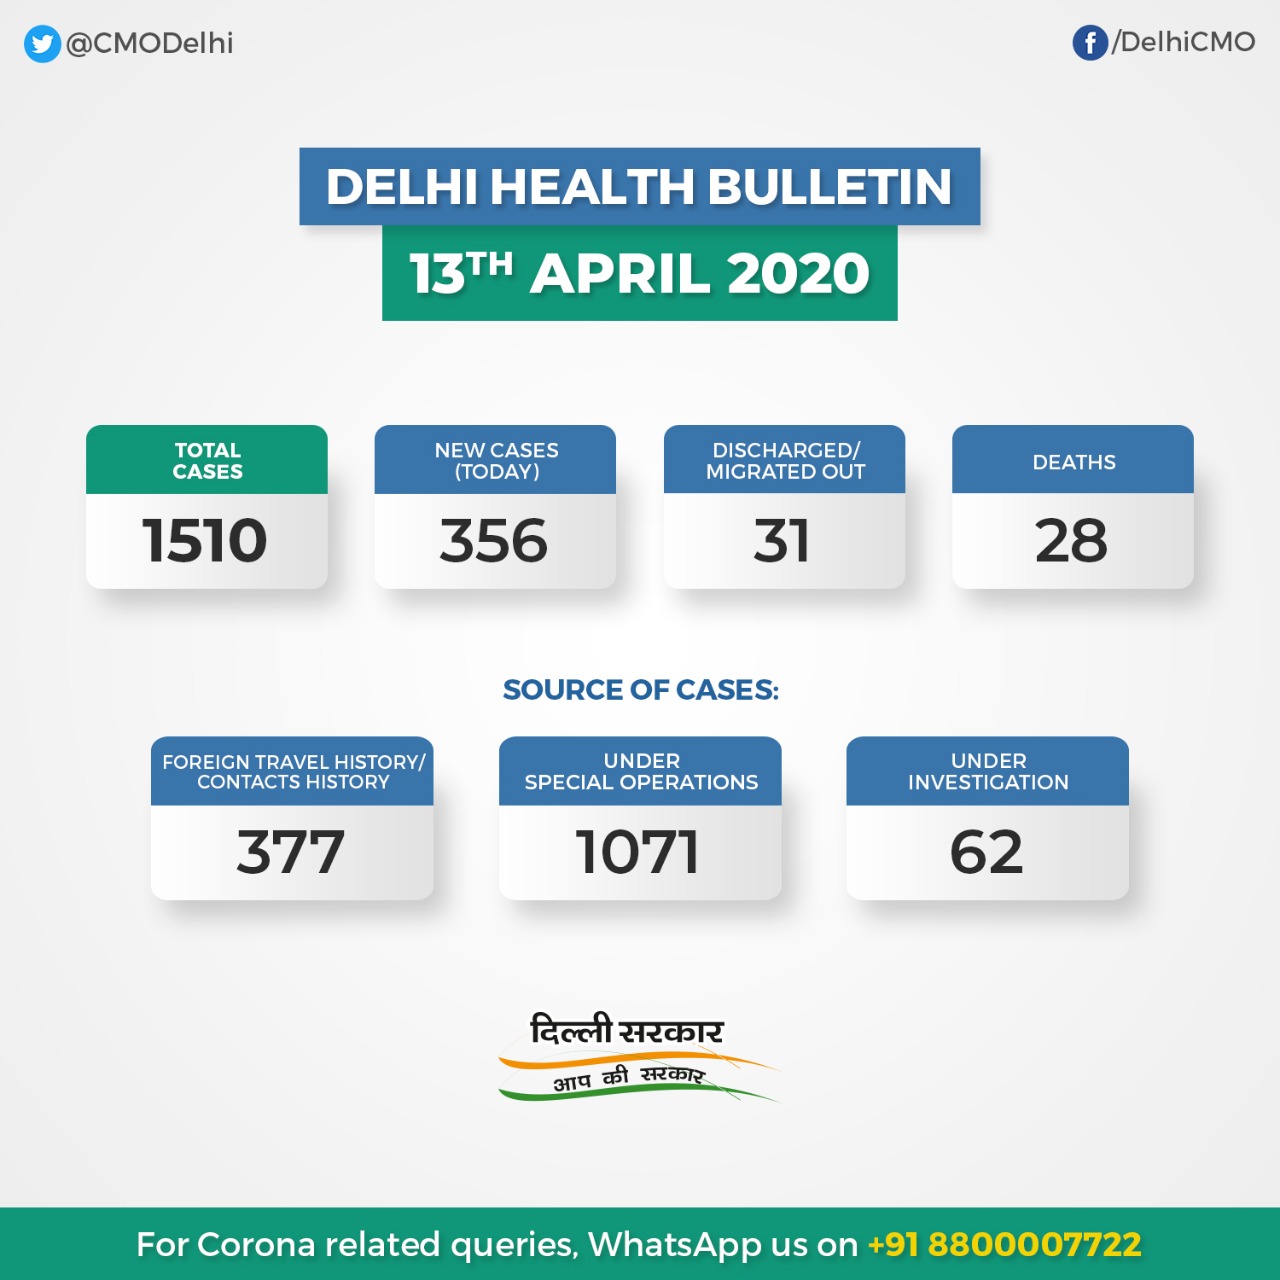 @CMODelhi
/DelhiCMO
DELHI HEALTH BULLETIN
13TH APRIL 2020
TOTAL
CASES
1510
NEW CASES
(TODAY)
356
DISCHARGED/
MIGRATED OUT
31
DEATHS
28
SOURCE OF CASES:
FOREIGN TRAVEL HISTORY/
CONTACTS HISTORY
377
UNDER
SPECIAL OPERATIONS
1071
UNDER
INVESTIGATION
62
दिल्ली सरकार
आप की सरकार
For Corona related queries, WhatsApp us on +91 8800007722